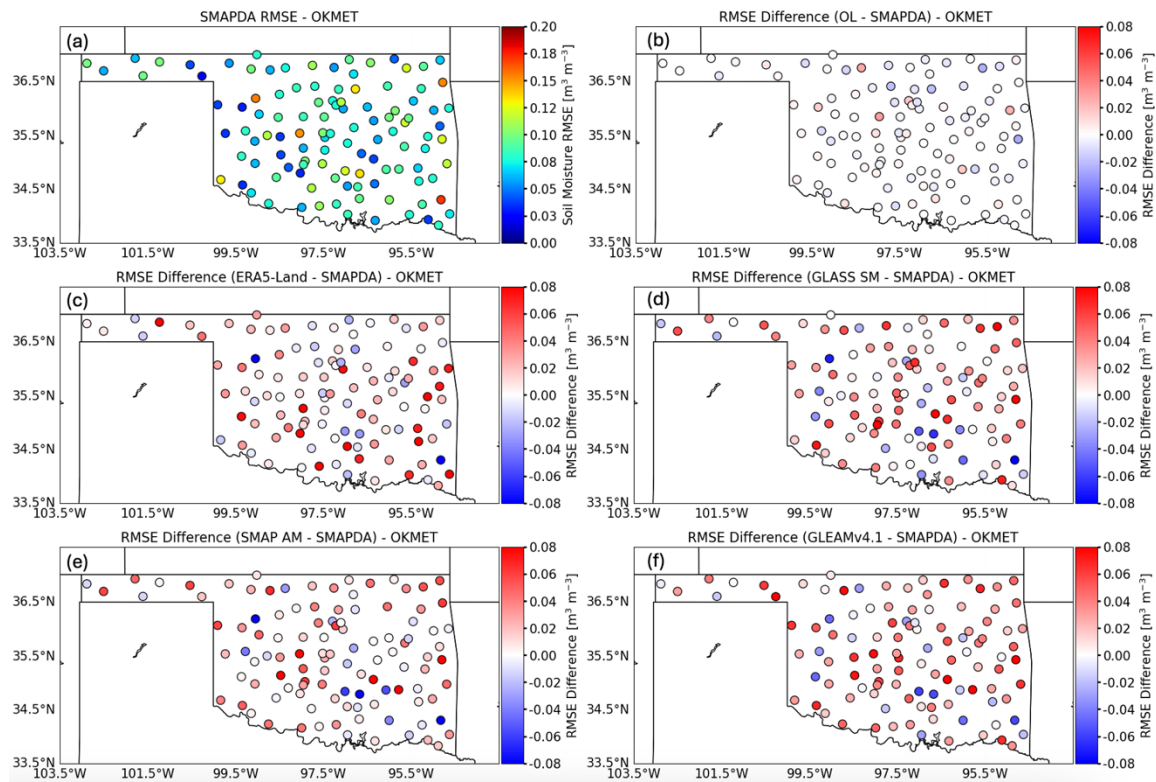 SMAPDA RMSE - OKMET
(a)
36.5°N
35.5°N
34.5°N
33.5°N
103.5°W 101.5°W 99.5°W 97.5°W 95.5°W
0.20
0.17
0.14
0.12
0.08
0.06
0.03
0.00
Soil Moisture RMSE [m³ m⁻³]
RMSE Difference (OL - SMAPDA) - OKMET
(b)
36.5°N
35.5°N
34.5°N
33.5°N
103.5°W 101.5°W 99.5°W 97.5°W 95.5°W
0.08
0.06
0.04
0.02
0.00
-0.02
-0.04
-0.06
-0.08
RMSE Difference [m³ m⁻³]
RMSE Difference (ERA5-Land - SMAPDA) - OKMET
(c)
36.5°N
35.5°N
34.5°N
33.5°N
103.5°W 101.5°W 99.5°W 97.5°W 95.5°W
0.08
0.06
0.04
0.02
0.00
-0.02
-0.04
-0.06
-0.08
RMSE Difference [m³ m⁻³]
RMSE Difference (GLASS SM - SMAPDA) - OKMET
(d)
36.5°N
35.5°N
34.5°N
33.5°N
103.5°W 101.5°W 99.5°W 97.5°W 95.5°W
0.08
0.06
0.04
0.02
0.00
-0.02
-0.04
-0.06
-0.08
RMSE Difference [m³ m⁻³]
RMSE Difference (SMAP AM - SMAPDA) - OKMET
(e)
36.5°N
35.5°N
34.5°N
33.5°N
103.5°W 101.5°W 99.5°W 97.5°W 95.5°W
0.08
0.06
0.04
0.02
0.00
-0.02
-0.04
-0.06
-0.08
RMSE Difference [m³ m⁻³]
RMSE Difference (GLEAMv4.1 - SMAPDA) - OKMET
(f)
36.5°N
35.5°N
34.5°N
33.5°N
103.5°W 101.5°W 99.5°W 97.5°W 95.5°W
0.08
0.06
0.04
0.02
0.00
-0.02
-0.04
-0.06
-0.08
RMSE Difference [m³ m⁻³]